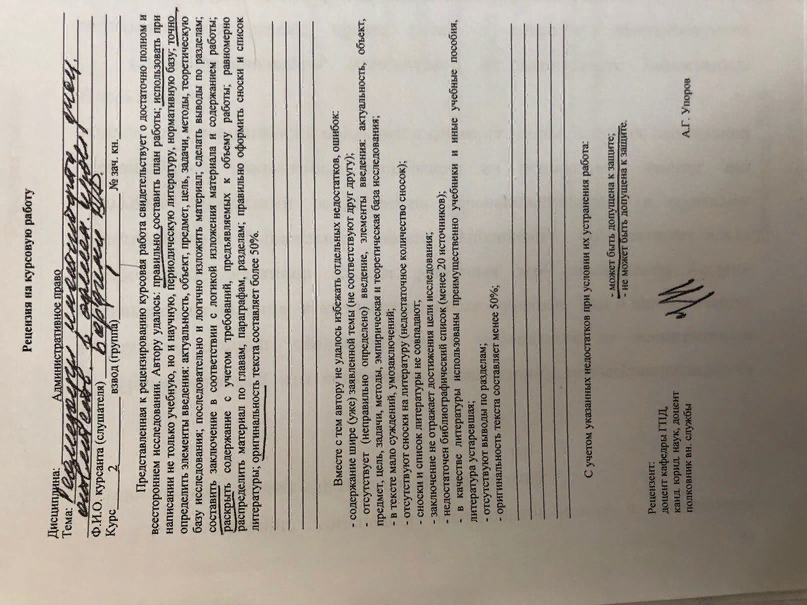 Рецензия на курсовую работу
Дисциплина: Административное право
Тема: Реализация
Ф.И.О. курсанта (слушателя)
Курс 2 взвод (группа) № зач. кн.
Представленная к рецензированию курсовая работа свидетельствует о достаточно полном и
всестороннем исследовании. Автору удалось: правильно составить план работы; использовать при
написании не только учебную, но и научную, периодическую литературу, нормативную базу; точно
определить элементы введения: актуальность, объект, предмет, цель, задачи, методы, теоретическую
базу исследования; последовательно и логично изложить материал; сделать выводы по разделам;
составить заключение в соответствии с логикой изложения материала и содержанием работы;
раскрыть содержание с учетом требований, предъявляемых к объему работы; равномерно
распределить материал по главам, параграфам, разделам; правильно оформить сноски и список
литературы; оригинальность текста составляет более 50%.
Вместе с тем автору не удалось избежать отдельных недостатков, ошибок:
- содержание шире (уже) заявленной темы (не соответствуют друг другу);
- отсутствует (неправильно определено) введение, элементы введения: актуальность, объект,
предмет, цель, задачи, методы, эмпирическая и теоретическая база исследования;
- в тексте мало суждений, умозаключений;
- отсутствуют сноски на литературу (недостаточное количество сносок);
- сноски и список литературы не совпадают;
- заключение не отражает достижения цели исследования;
- недостаточен библиографический список (менее 20 источников);
- в качестве литературы использованы преимущественно учебники и иные учебные пособия,
литература устаревшая;
- отсутствуют выводы по разделам;
- оригинальность текста составляет менее 50%;
С учетом указанных недостатков при условии их устранения работа:
- может быть допущена к защите;
- не может быть допущена к защите.
Рецензент:
доцент кафедры ГПД,
канд. юрид. наук, доцент
полковник вн. службы А.Г. Упоров